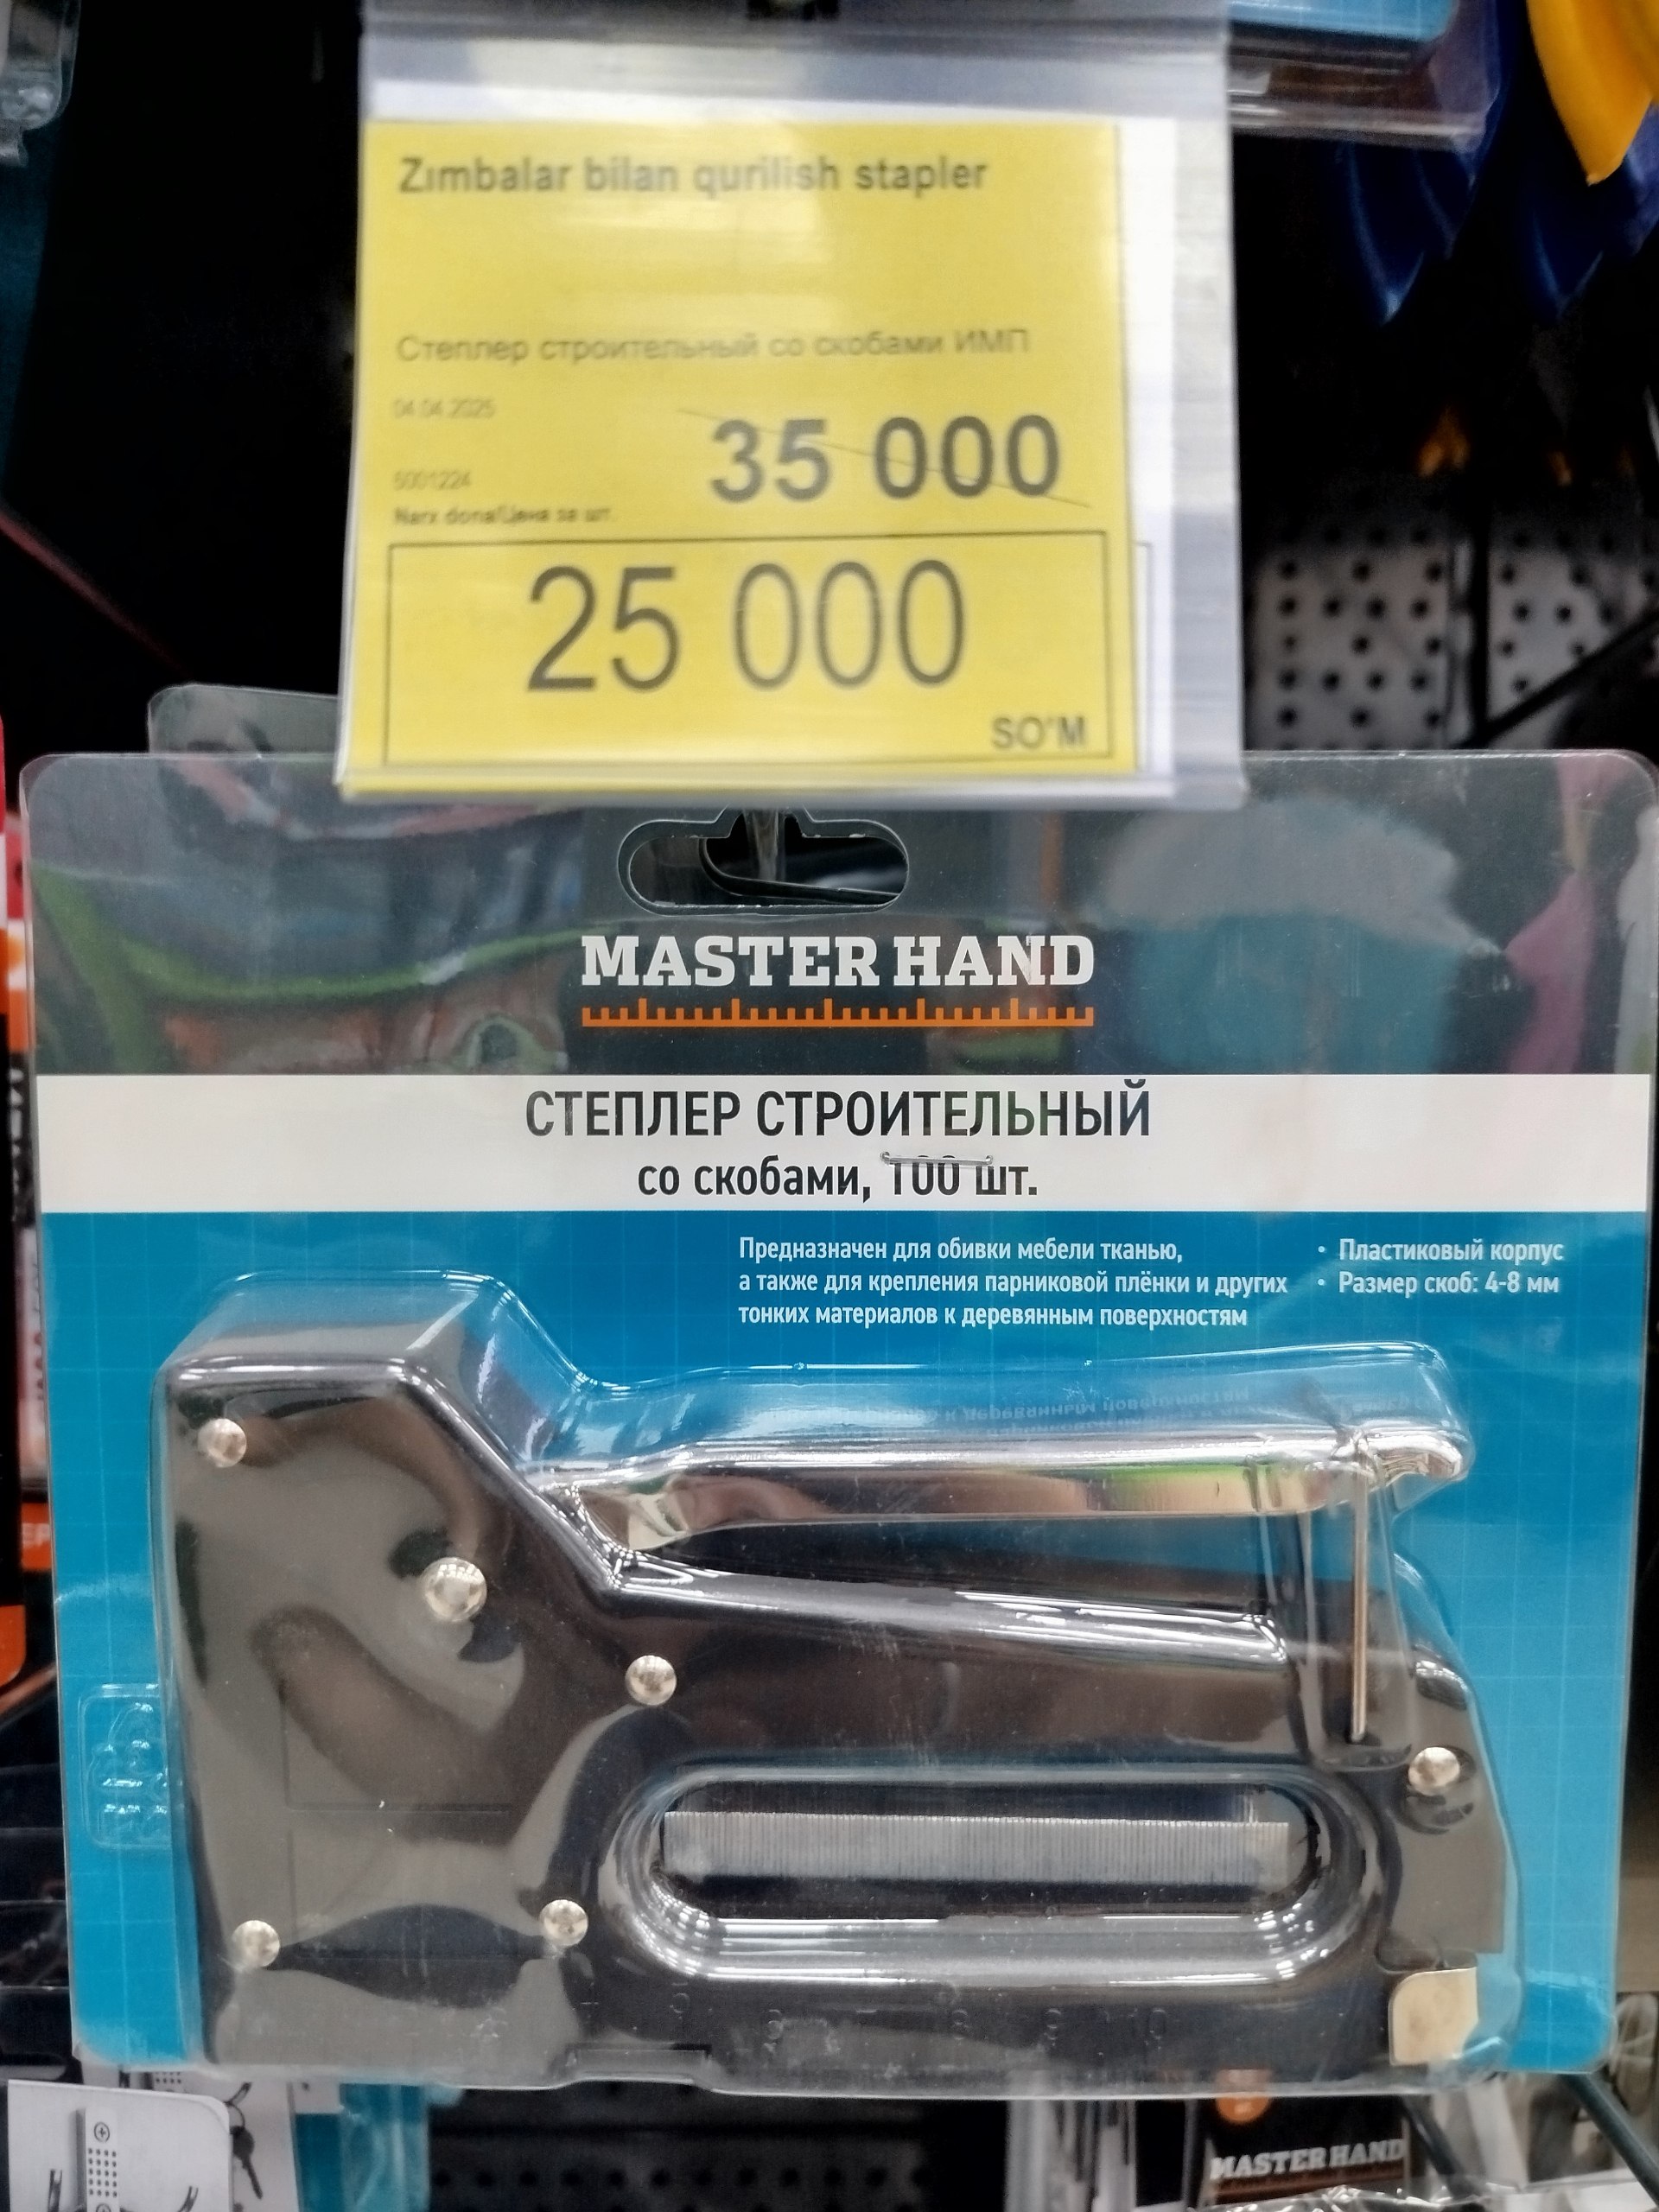 Zımbalar bilan qurilish stapler
Степлер строительный со скобами ИМП
04.04.2025
35 000
6001224
Narx dona/Цена за шт.
25 000
SO'M
MASTER HAND
СТЕПЛЕР СТРОИТЕЛЬНЫЙ
со скобами, 100 шт.
Предназначен для обивки мебели тканью,
а также для крепления парниковой плёнки и других
тонких материалов к деревянным поверхностям
• Пластиковый корпус
• Размер скоб: 4-8 мм
MASTER HAND